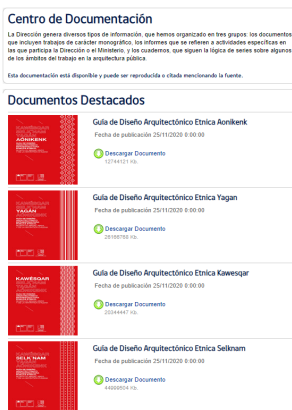 Centro de Documentación
La Dirección genera diversos tipos de información, que hemos organizado en tres grupos: los documentos
que incluyen trabajos de carácter monográfico, los informes que se refieren a actividades específicas en
las que participa la Dirección o el Ministerio, y los cuadernos, que siguen la lógica de series sobre algunos
de los ámbitos del trabajo en la arquitectura pública.
Esta documentación está disponible y puede ser reproducida o citada mencionando la fuente.
Documentos Destacados
KAWÉSQAR
YAGÁN
AÓNIKENK
Guía de Diseño Arquitectónico Etnica Aonikenk
Fecha de publicación 25/11/2020 0:00:00
Descargar Documento
12744121 Kb.
YAGÁN
Guía de Diseño Arquitectónico Etnica Yagan
Fecha de publicación 25/11/2020 0:00:00
Descargar Documento
Kb.
KAWÉSQAR
Guía de Diseño Arquitectónico Etnica Kawesqar
Fecha de publicación 25/11/2020 0:00:00
Descargar Documento
Kb.
SELK'NAM
Guía de Diseño Arquitectónico Etnica Selknam
Fecha de publicación 25/11/2020 0:00:00
Descargar Documento
Kb.